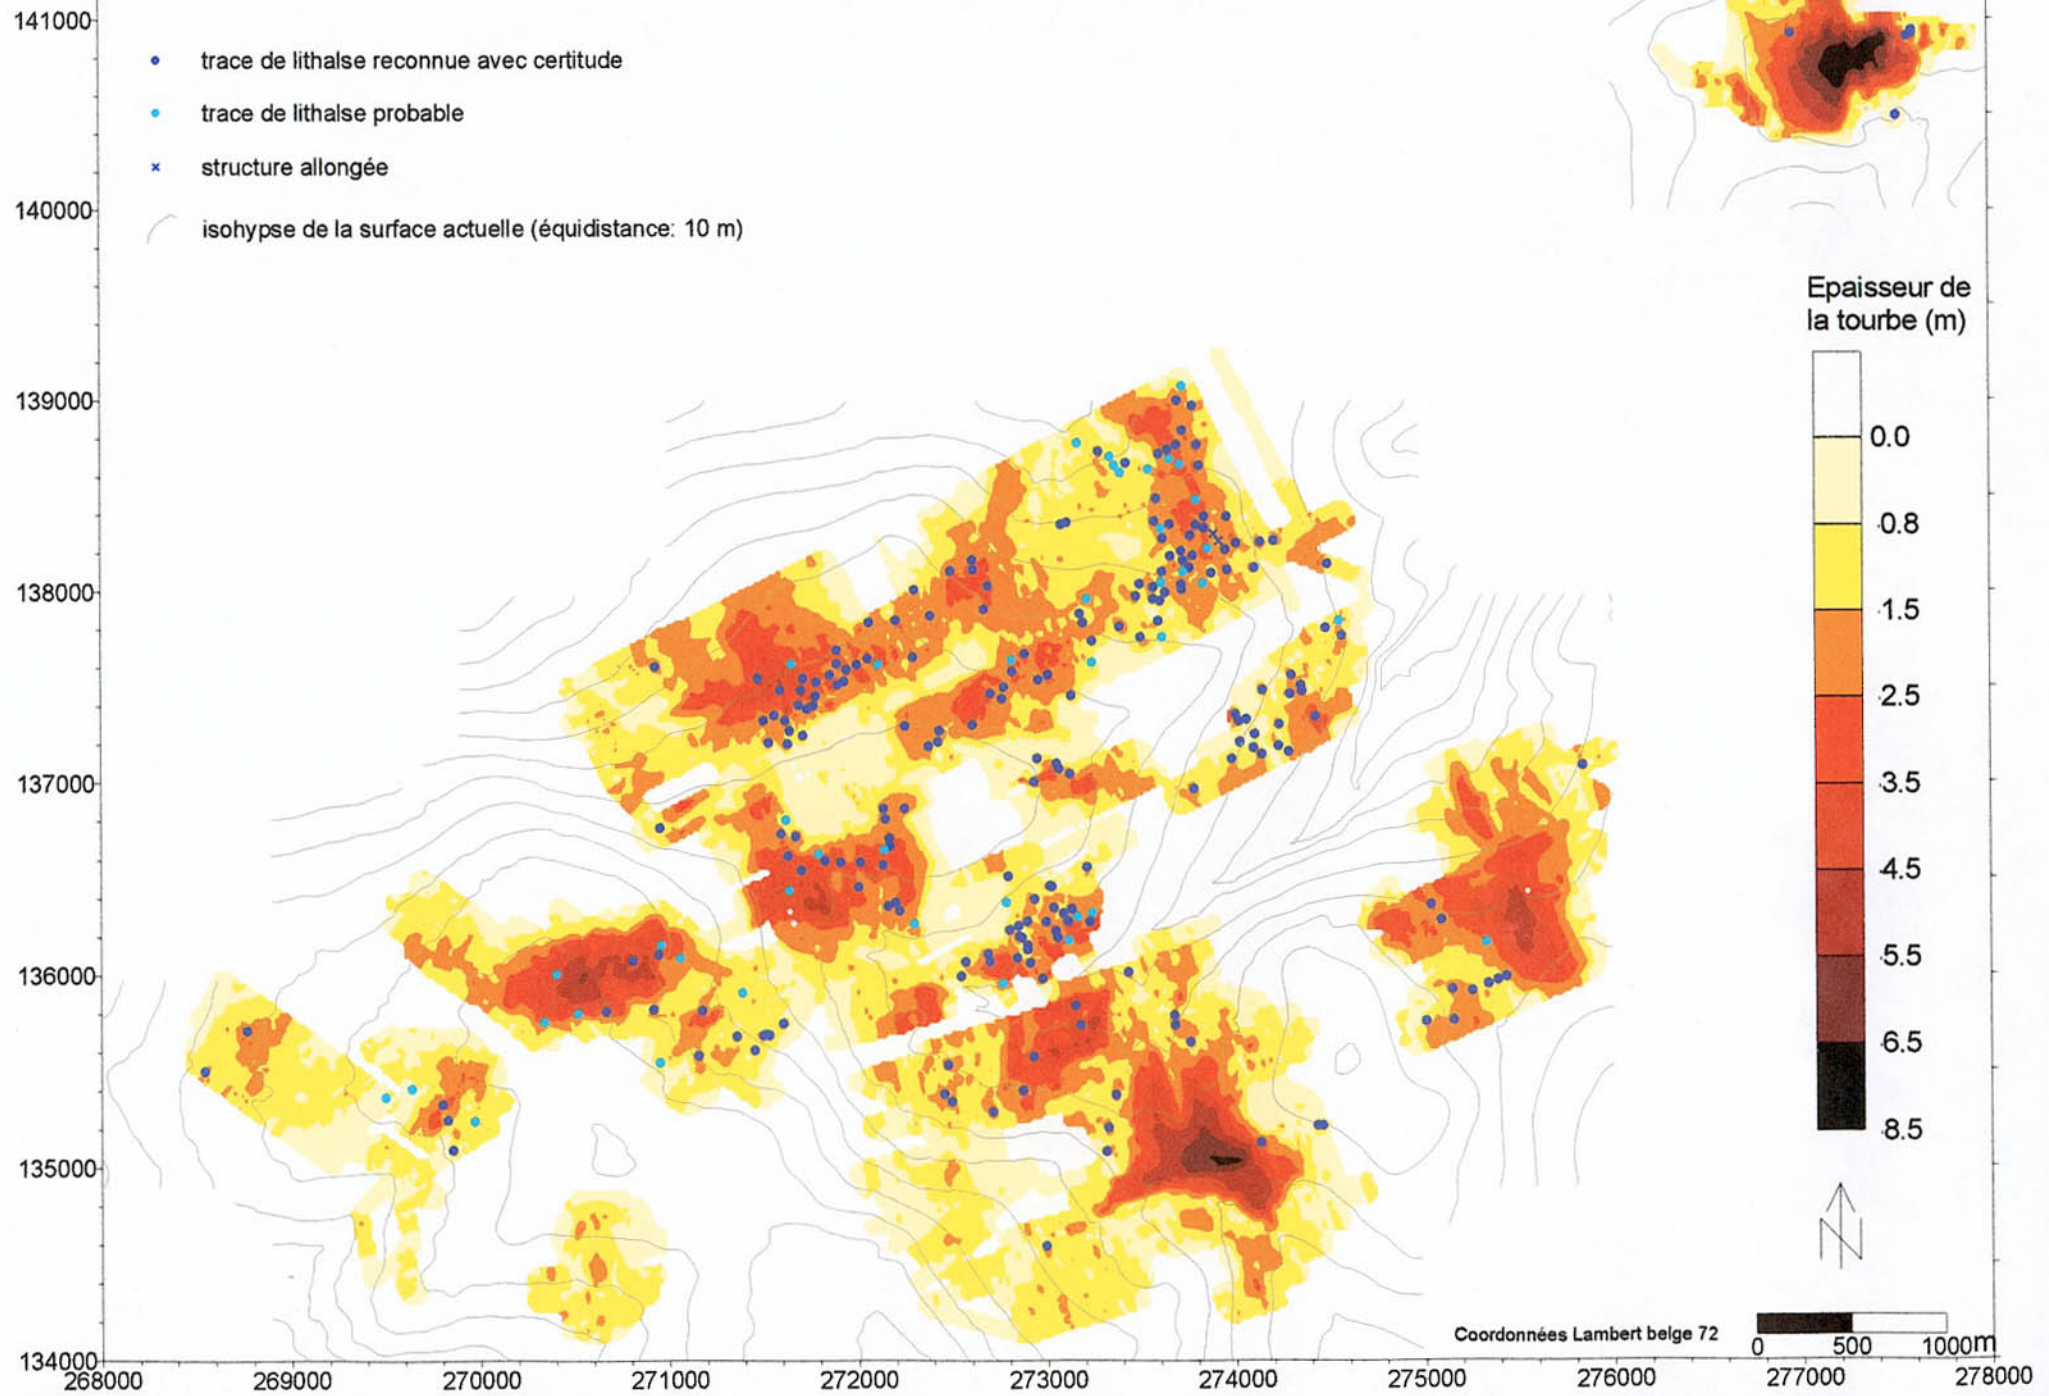 141000
trace de lithalse reconnue avec certitude
trace de lithalse probable
structure allongée
140000
isohypse de la surface actuelle (équidistance: 10 m)
Epaisseur de
la tourbe (m)
139000
0.0
0.8
1.5
138000
2.5
3.5
137000
4.5
5.5
136000
6.5
8.5
135000
N
Coordonnées Lambert belge 72
0 500 1000m
134000
268000 269000 270000 271000 272000 273000 274000 275000 276000 277000 278000